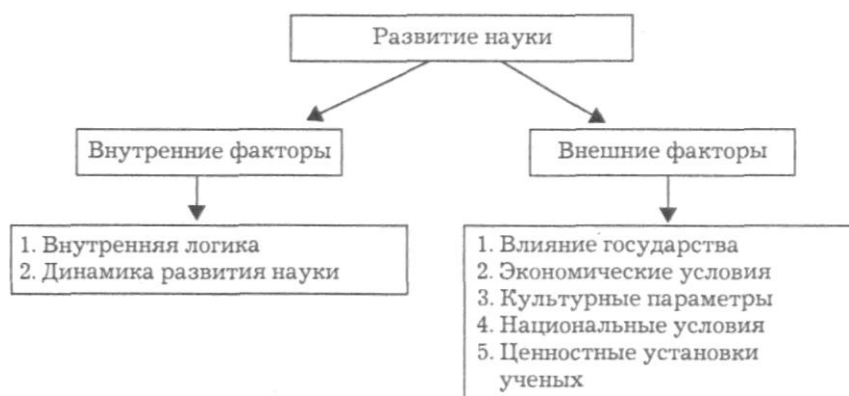 Развитие науки
Внутренние факторы
Внешние факторы
1. Внутренняя логика
2. Динамика развития науки
1. Влияние государства
2. Экономические условия
3. Культурные параметры
4. Национальные условия
5. Ценностные установки
ученых